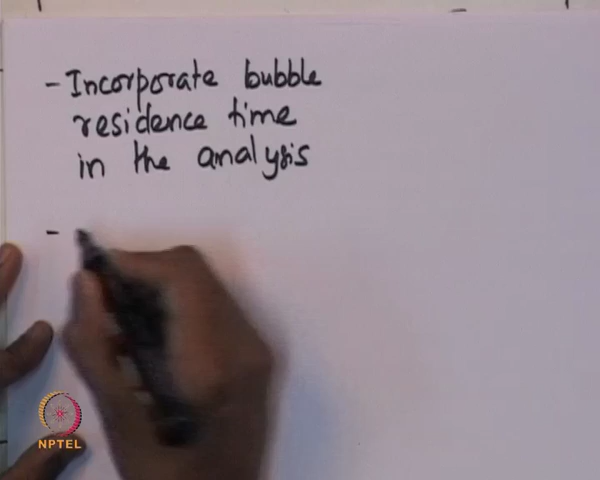 - Incorporate bubble
residence time
in the analysis
-
NPTEL